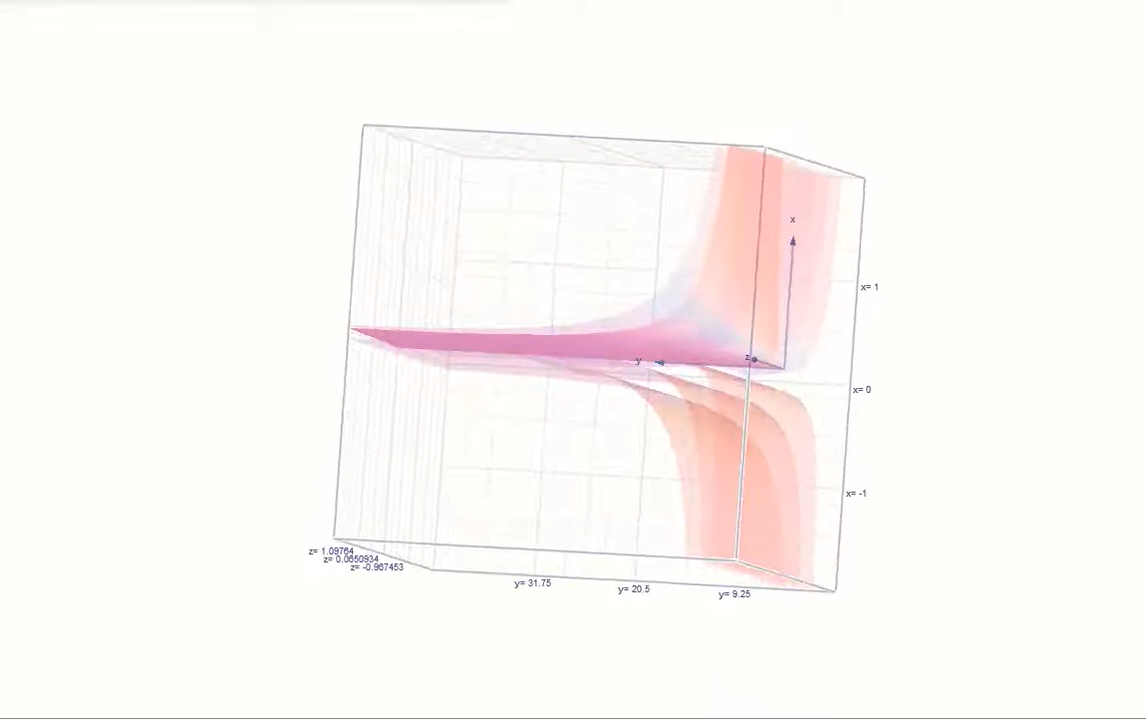 x
x= 1
y
z
x= 0
x= -1
z= 1.09764
z= 0.0650934
z= -0.967453
y= 31.75
y= 20.5
y= 9.25